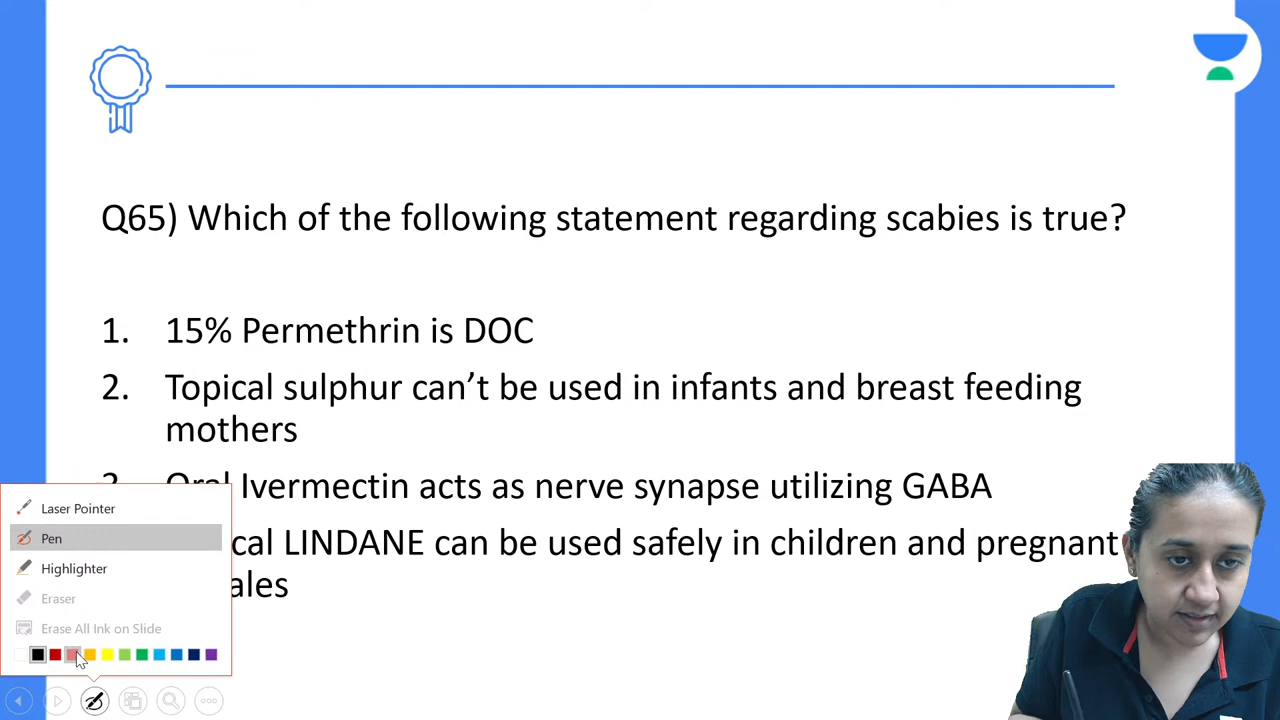 Q65) Which of the following statement regarding scabies is true?
1. 15% Permethrin is DOC
2. Topical sulphur can’t be used in infants and breast feeding
mothers
Ivermectin acts as nerve synapse utilizing GABA
LINDANE can be used safely in children and pregnant
Laser Pointer
Pen
Highlighter
Eraser
Erase All Ink on Slide